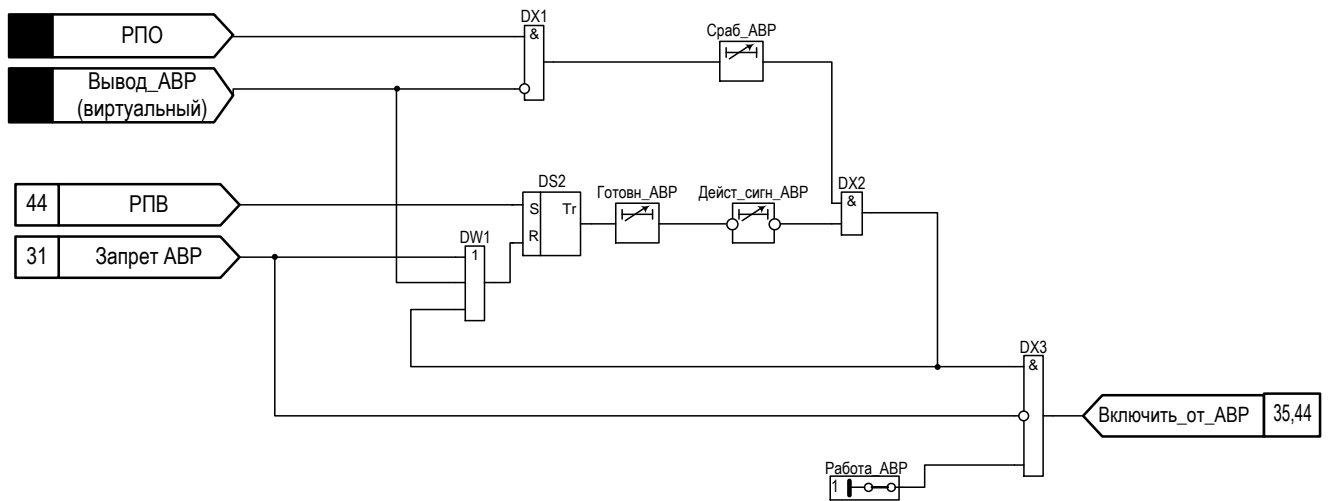 DX1
РПО
&
Сраб_АВР
Вывод_АВР
(виртуальный)
DS2
Готовн_АВР
Дейст_сигн_АВР
DX2
44
РПВ
S
Tr
&
R
DW1
31
Запрет АВР
1
DX3
&
Включить_от_АВР
35,44
Работа_АВР
1